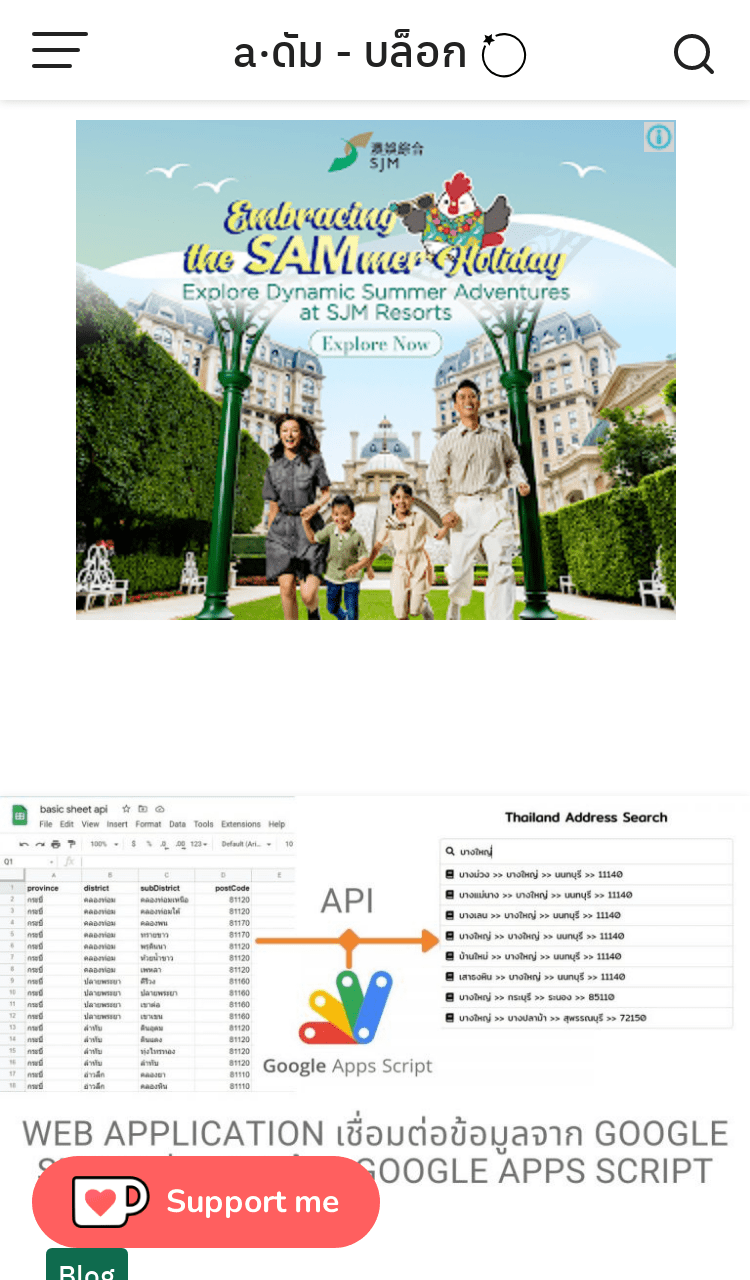 a·ดัม - บล็อก
澳娛綜合
SJM
Embracing
the SAMmer Holiday
Explore Dynamic Summer Adventures
at SJM Resorts
Explore Now
basic sheet api
File Edit View Insert Format Data Tools Extensions Help
100% $ % .0 .00 123 Default (Ari... 10
Q1 fx
A B C D E
1 province district subDistrict postCode
2 กระบี่ คลองท่อม คลองท่อมเหนือ 81120
3 กระบี่ คลองท่อม คลองท่อมใต้ 81120
4 กระบี่ คลองท่อม คลองพน 81170
5 กระบี่ คลองท่อม ทรายขาว 81170
6 กระบี่ คลองท่อม พรุดินนา 81120
7 กระบี่ คลองท่อม ห้วยน้ำขาว 81120
8 กระบี่ คลองท่อม เพหลา 81120
9 กระบี่ ปลายพระยา คีรีวง 81160
10 กระบี่ ปลายพระยา ปลายพระยา 81160
11 กระบี่ ปลายพระยา เขาต่อ 81160
12 กระบี่ ปลายพระยา เขาเขน 81160
13 กระบี่ ลำทับ ดินอุดม 81120
14 กระบี่ ลำทับ ดินแดง 81120
15 กระบี่ ลำทับ ทุ่งไทรทอง 81120
16 กระบี่ ลำทับ ลำทับ 81120
17 กระบี่ อ่าวลึก คลองยา 81110
18 กระบี่ อ่าวลึก คลองหิน 81110
API
Google Apps Script
Thailand Address Search
บางใหญ่
บางม่วง >> บางใหญ่ >> นนทบุรี >> 11140
บางแม่นาง >> บางใหญ่ >> นนทบุรี >> 11140
บางเลน >> บางใหญ่ >> นนทบุรี >> 11140
บางใหญ่ >> บางใหญ่ >> นนทบุรี >> 11140
บ้านใหม่ >> บางใหญ่ >> นนทบุรี >> 11140
เสาธงหิน >> บางใหญ่ >> นนทบุรี >> 11140
บางใหญ่ >> กระบุรี >> ระนอง >> 85110
บางใหญ่ >> บางปลาม้า >> สุพรรณบุรี >> 72150
WEB APPLICATION เชื่อมต่อข้อมูลจาก GOOGLE
GOOGLE APPS SCRIPT
Support me
Blog